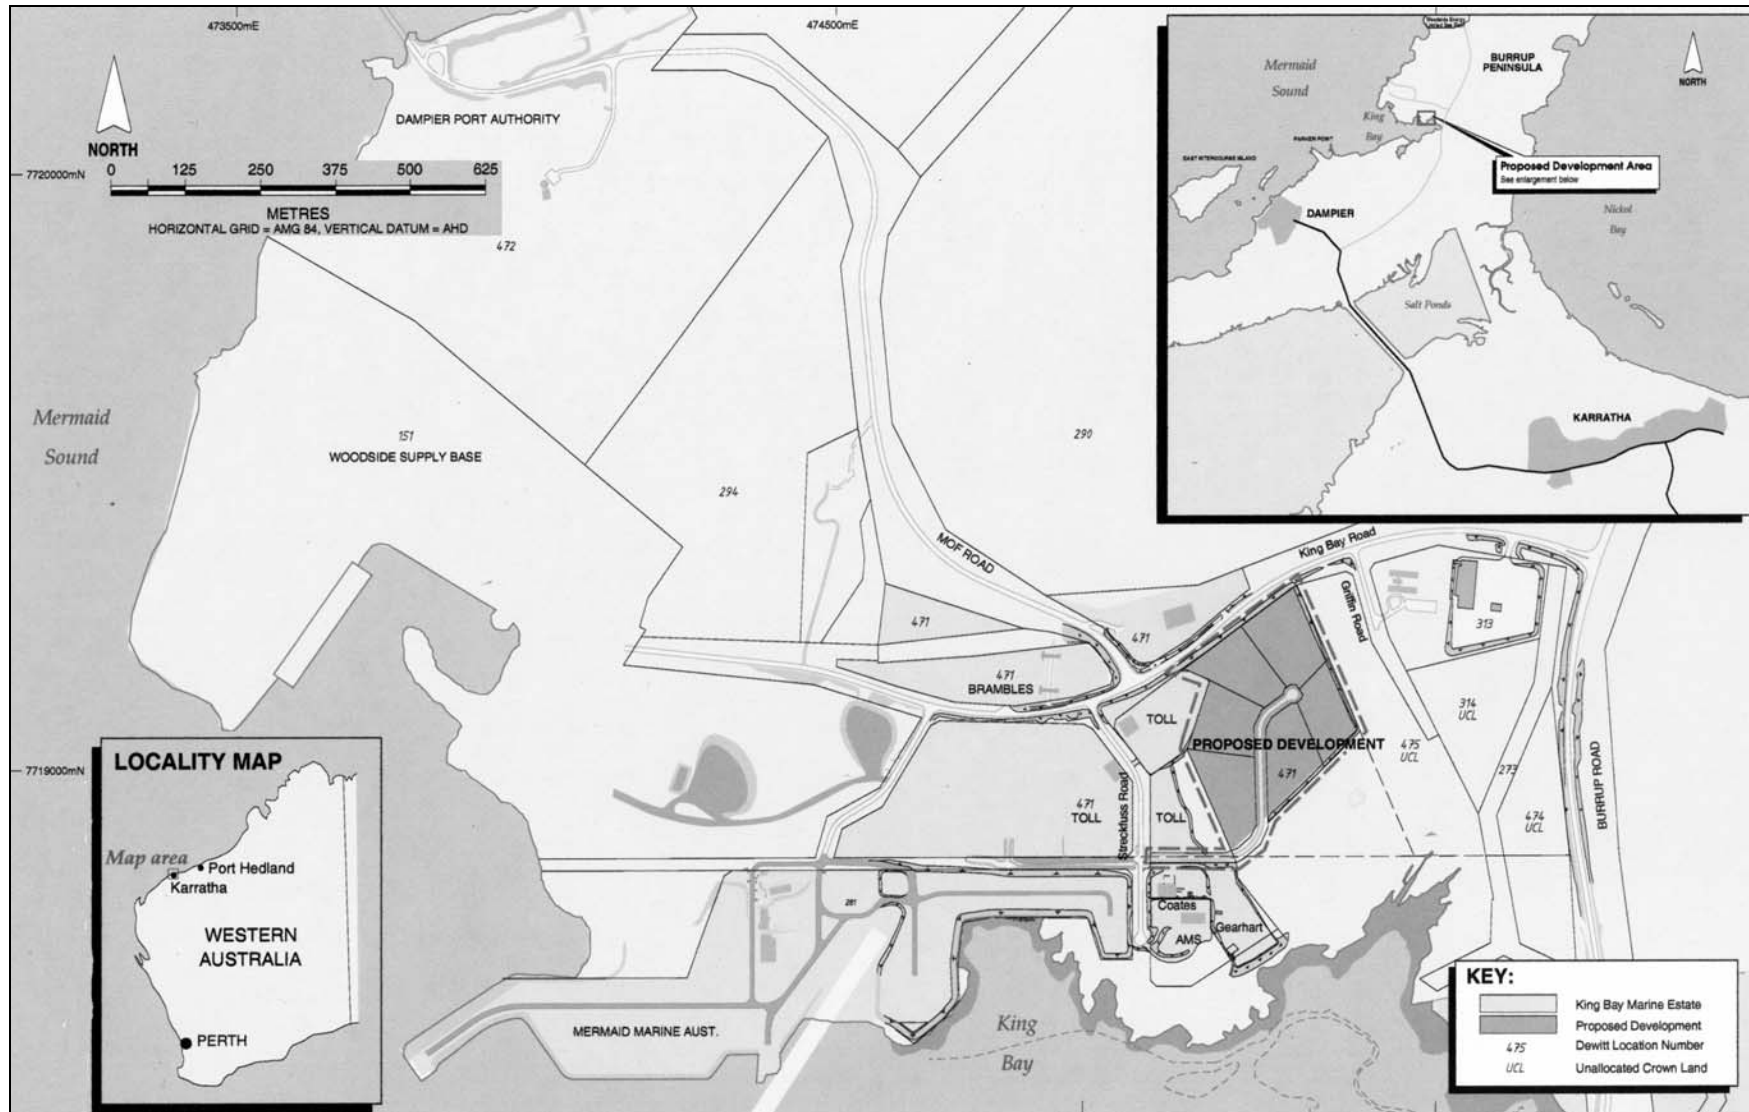 473500mE
474500mE
NORTH
7720000mN
0 125 250 375 500 625
METRES
HORIZONTAL GRID = AMG 84, VERTICAL DATUM = AHD
DAMPIER PORT AUTHORITY
472
Mermaid
Sound
151
WOODSIDE SUPPLY BASE
294
290
MOF ROAD
King Bay Road
Griffin Road
471
471
471
BRAMBLES
TOLL
PROPOSED DEVELOPMENT
471
313
314
UCL
475
UCL
273
474
UCL
BURRUP ROAD
7719000mN
471
TOLL
Streckfuss Road
TOLL
281
Coates
AMS
Gearhart
MERMAID MARINE AUST.
King
Bay
BURRUP
PENINSULA
NORTH
Mermaid
Sound
King
Bay
PARKER POINT
EAST INTERCOURSE ISLAND
Proposed Development Area
See enlargement below
DAMPIER
Nickol
Bay
Salt Ponds
KARRATHA
LOCALITY MAP
Map area
Port Hedland
Karratha
WESTERN
AUSTRALIA
PERTH
KEY:
King Bay Marine Estate
Proposed Development
475 Dewitt Location Number
UCL Unallocated Crown Land